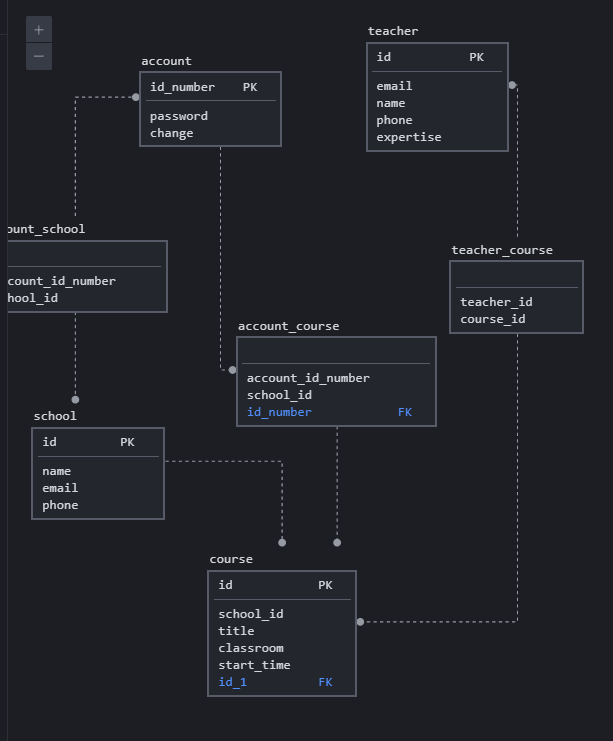 +
−
teacher
id PK
email
name
phone
expertise
account
id_number PK
password
change
ount_school
count_id_number
hool_id
teacher_course
teacher_id
course_id
account_course
account_id_number
school_id
id_number FK
school
id PK
name
email
phone
course
id PK
school_id
title
classroom
start_time
id_1 FK